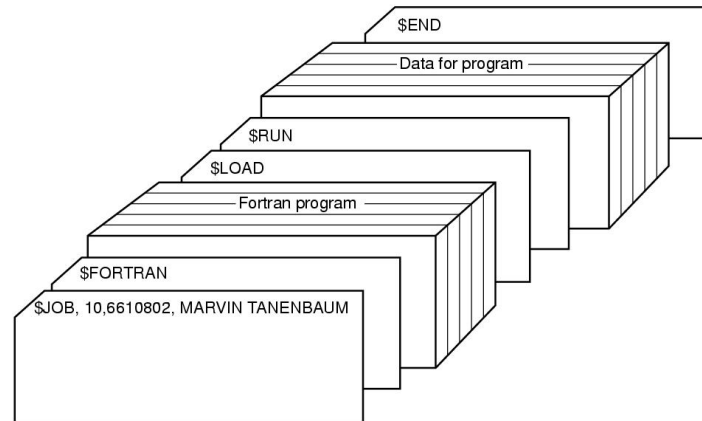 $END
Data for program
$RUN
$LOAD
Fortran program
$FORTRAN
$JOB, 10,6610802, MARVIN TANENBAUM